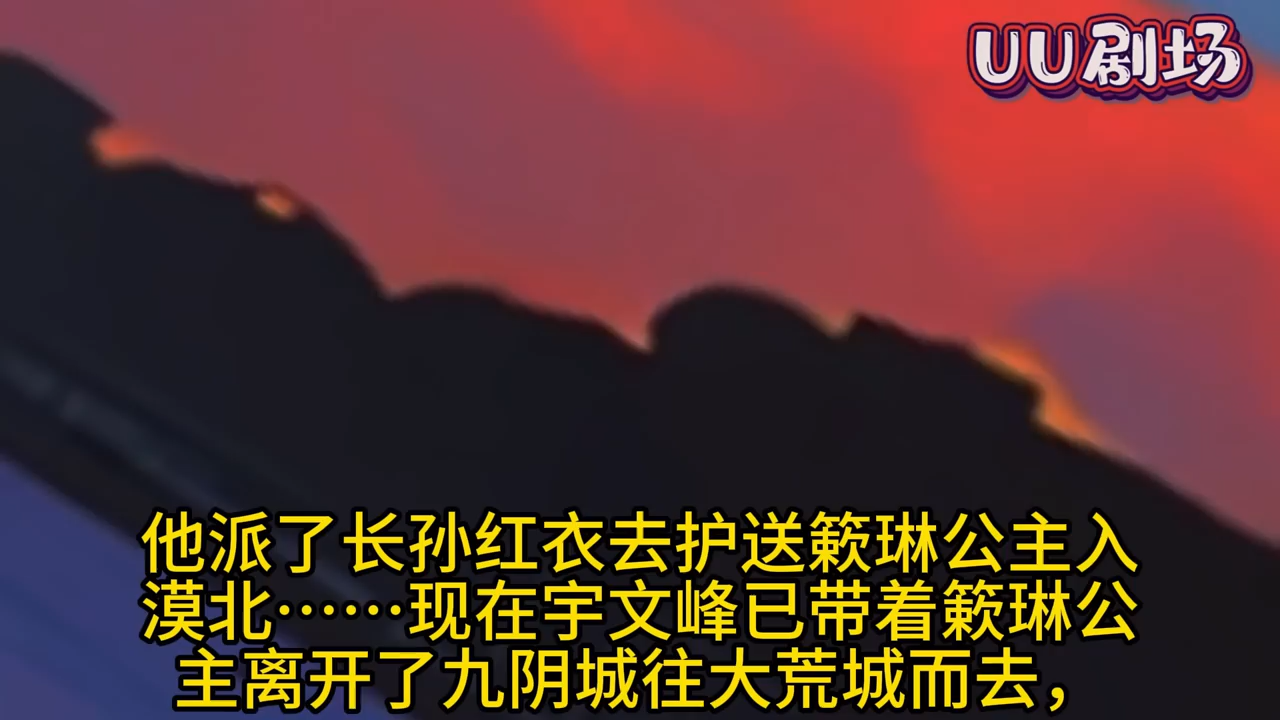 UU剧场
他派了长孙红衣去护送簌琳公主入
漠北……现在宇文峰已带着簌琳公
主离开了九阴城往大荒城而去，